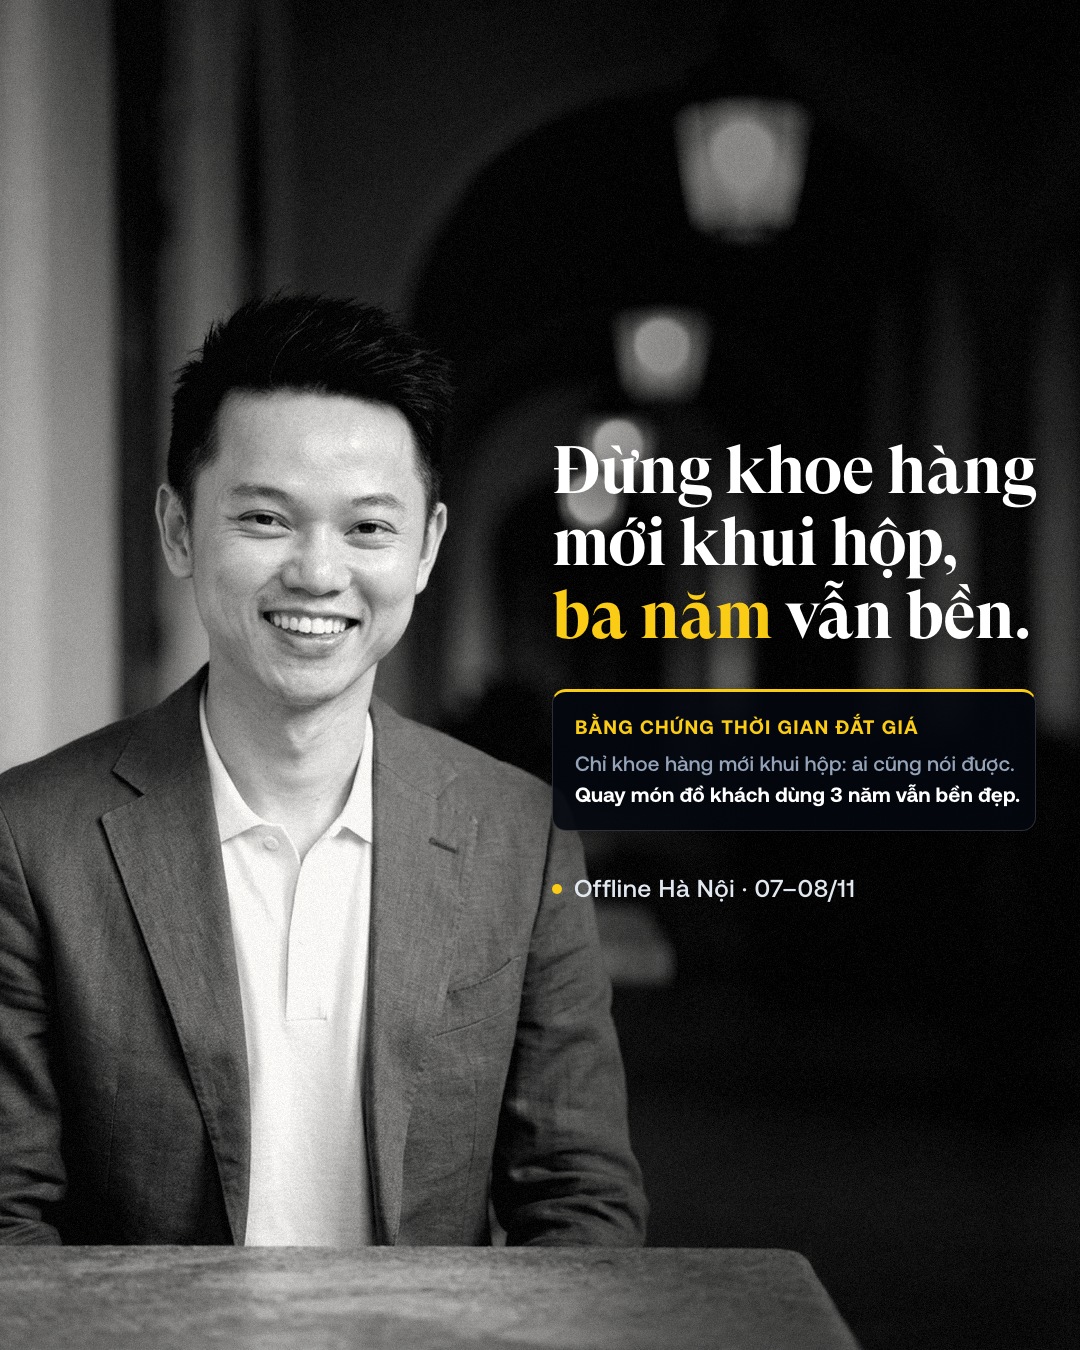 Đừng khoe hàng
mới khui hộp,
ba năm vẫn bền.
BẰNG CHỨNG THỜI GIAN ĐẮT GIÁ
Chỉ khoe hàng mới khui hộp: ai cũng nói được.
Quay món đồ khách dùng 3 năm vẫn bền đẹp.
Offline Hà Nội · 07–08/11